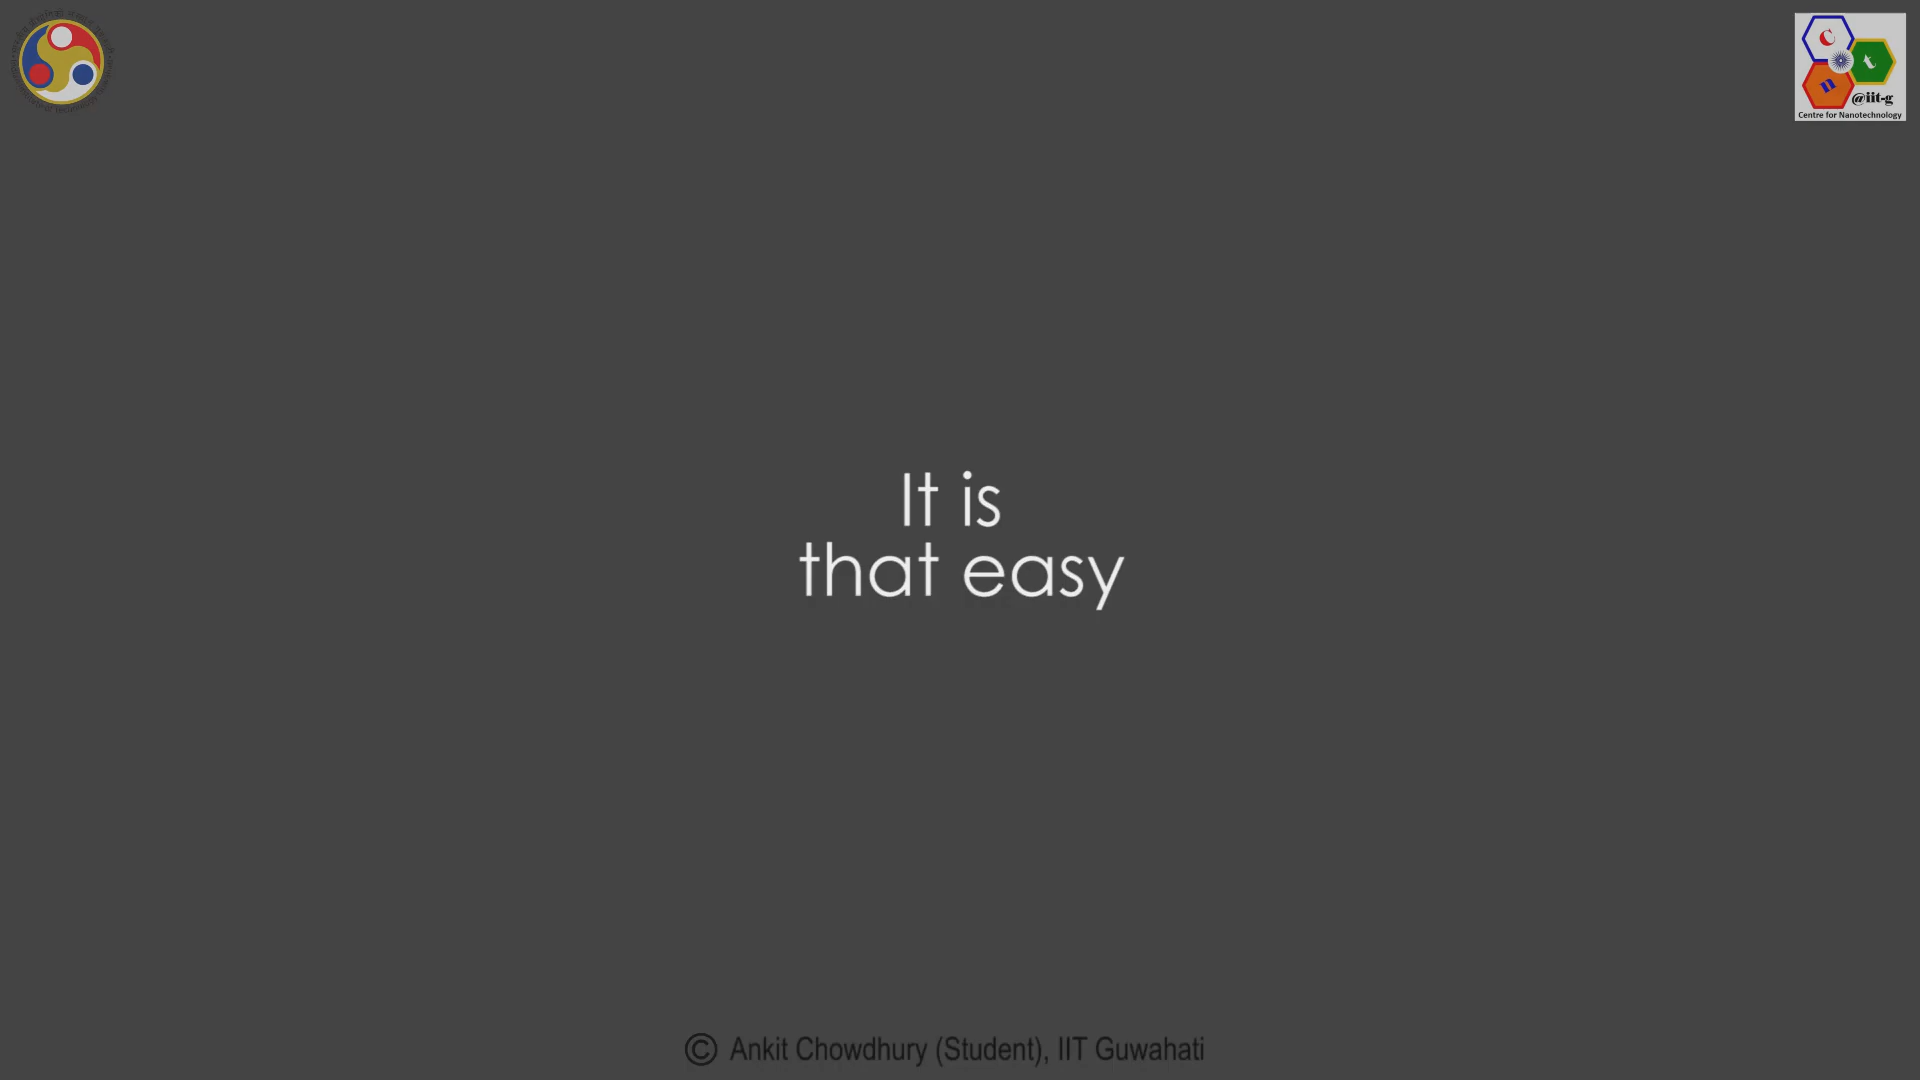 C
t
n
@iit-g
Centre for Nanotechnology
It is
that easy
© Ankit Chowdhury (Student), IIT Guwahati